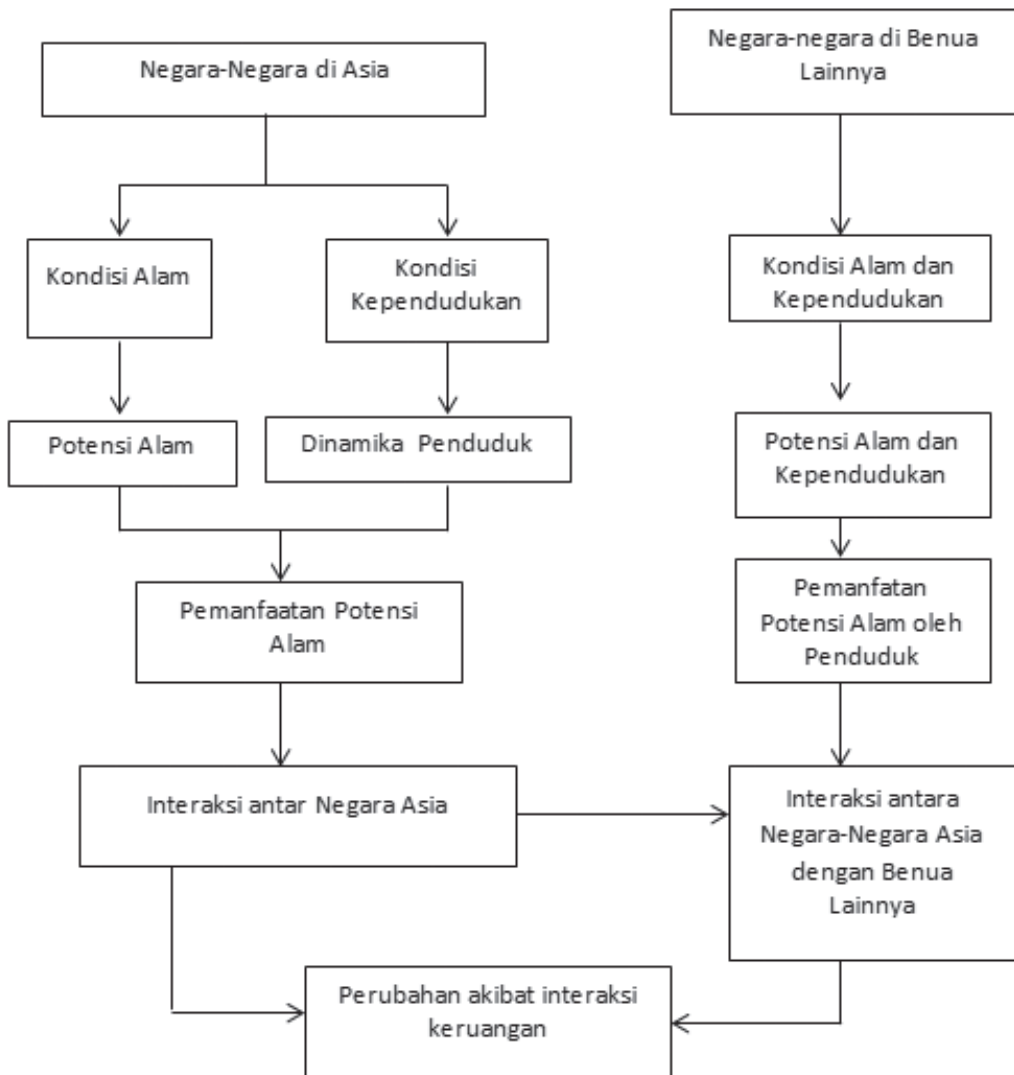 Negara-Negara di Asia
Negara-negara di Benua
Lainnya
Kondisi Alam
Kondisi
Kependudukan
Kondisi Alam dan
Kependudukan
Potensi Alam
Dinamika Penduduk
Potensi Alam dan
Kependudukan
Pemanfaatan Potensi
Alam
Pemanfatan
Potensi Alam oleh
Penduduk
Interaksi antar Negara Asia
Interaksi antara
Negara-Negara Asia
dengan Benua
Lainnya
Perubahan akibat interaksi
keruangan